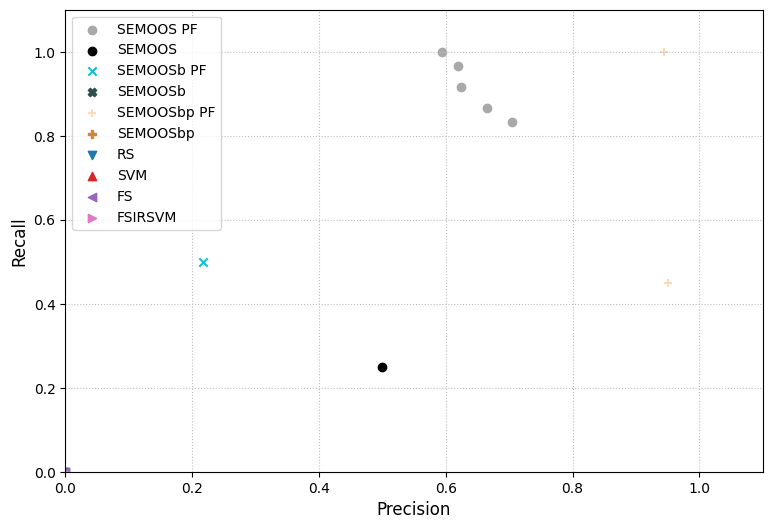 SEMOOS PF
SEMOOS
SEMOOSb PF
SEMOOSb
SEMOOSbp PF
SEMOOSbp
RS
SVM
FS
FSIRSVM
1.0
0.8
0.6
0.4
0.2
0.0
Recall
0.0 0.2 0.4 0.6 0.8 1.0
Precision